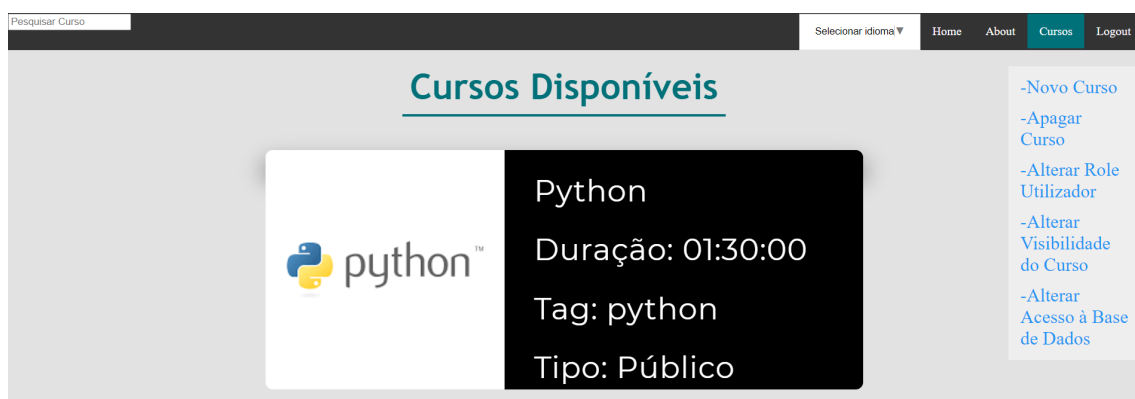 Pesquisar Curso
Selecionar idioma▼
Home
About
Cursos
Logout
Cursos Disponíveis
python™
Python
Duração: 01:30:00
Tag: python
Tipo: Público
-Novo Curso
-Apagar
Curso
-Alterar Role
Utilizador
-Alterar
Visibilidade
do Curso
-Alterar
Acesso à Base
de Dados